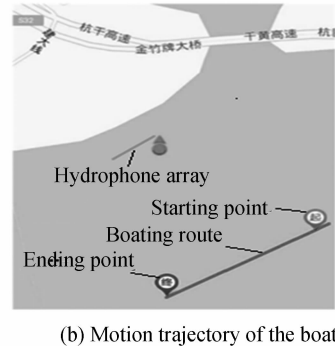 S32
杭千高速
金竹牌大桥
千黄高速
杭
Hydrophone array
Starting point
起
Boating route
Ending point
终
(b) Motion trajectory of the boat